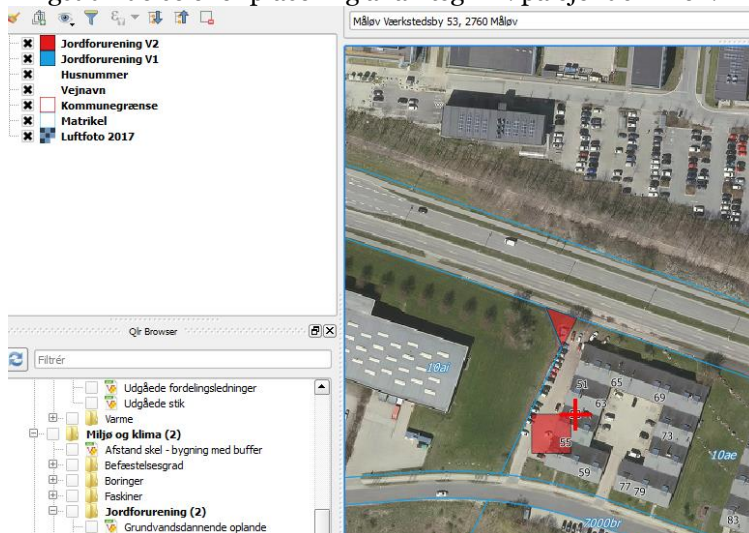 Måløv Værkstedsby 53, 2760 Måløv
Jordforurening V2
Jordforurening V1
Husnummer
Vejnavn
Kommunegrænse
Matrikel
Luftfoto 2017
Qlr Browser
Filtrér
Udgåede fordelingsledninger
Udgåede stik
Varme
Miljø og klima (2)
Afstand skel - bygning med buffer
Befæstelsesgrad
Boringer
Faskiner
Jordforurening (2)
Grundvandsdannende oplande
10ai
51
65
63
69
73
55
59
77
79
10ae
83
7000br